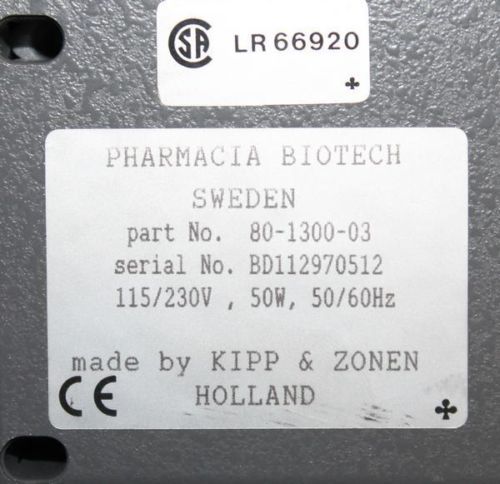 CSA LR 66920
PHARMACIA BIOTECH
SWEDEN
part No. 80-1300-03
serial No. BD112970512
115/230V , 50W, 50/60Hz
made by KIPP & ZONEN
CE HOLLAND